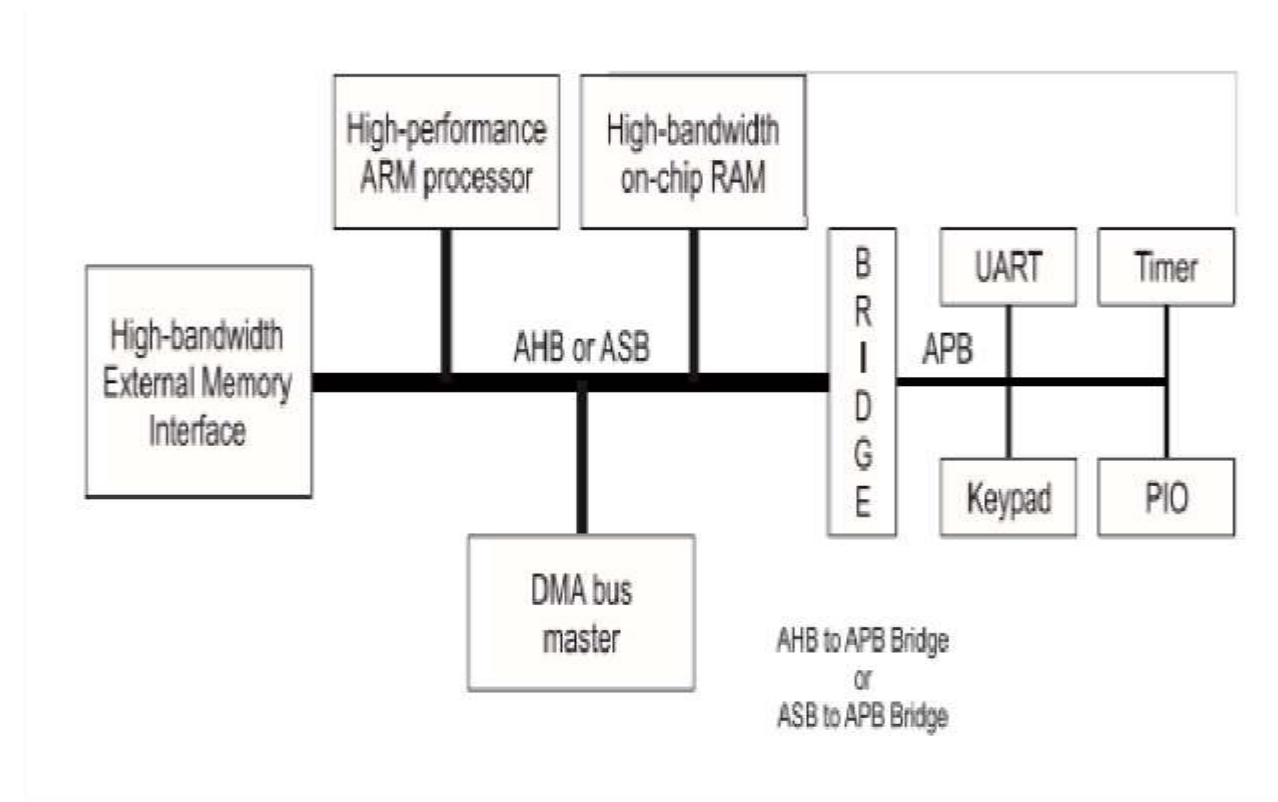 High-performance
ARM processor
High-bandwidth
on-chip RAM
High-bandwidth
External Memory
Interface
AHB or ASB
B
R
I
D
G
E
APB
UART
Timer
Keypad
PIO
DMA bus
master
AHB to APB Bridge
or
ASB to APB Bridge